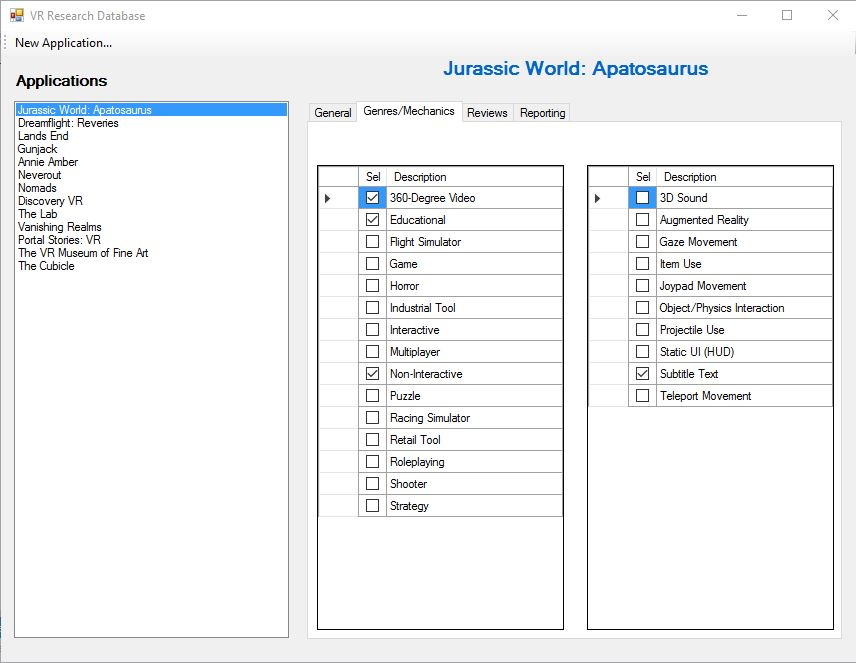 VR Research Database
New Application...
Applications
Jurassic World: Apatosaurus
Dreamflight: Reveries
Lands End
Gunjack
Annie Amber
Neverout
Nomads
Discovery VR
The Lab
Vanishing Realms
Portal Stories: VR
The VR Museum of Fine Art
The Cubicle
Jurassic World: Apatosaurus
General Genres/Mechanics Reviews Reporting
Sel Description
360-Degree Video
Educational
Flight Simulator
Game
Horror
Industrial Tool
Interactive
Multiplayer
Non-Interactive
Puzzle
Racing Simulator
Retail Tool
Roleplaying
Shooter
Strategy
Sel Description
3D Sound
Augmented Reality
Gaze Movement
Item Use
Joypad Movement
Object/Physics Interaction
Projectile Use
Static UI (HUD)
Subtitle Text
Teleport Movement